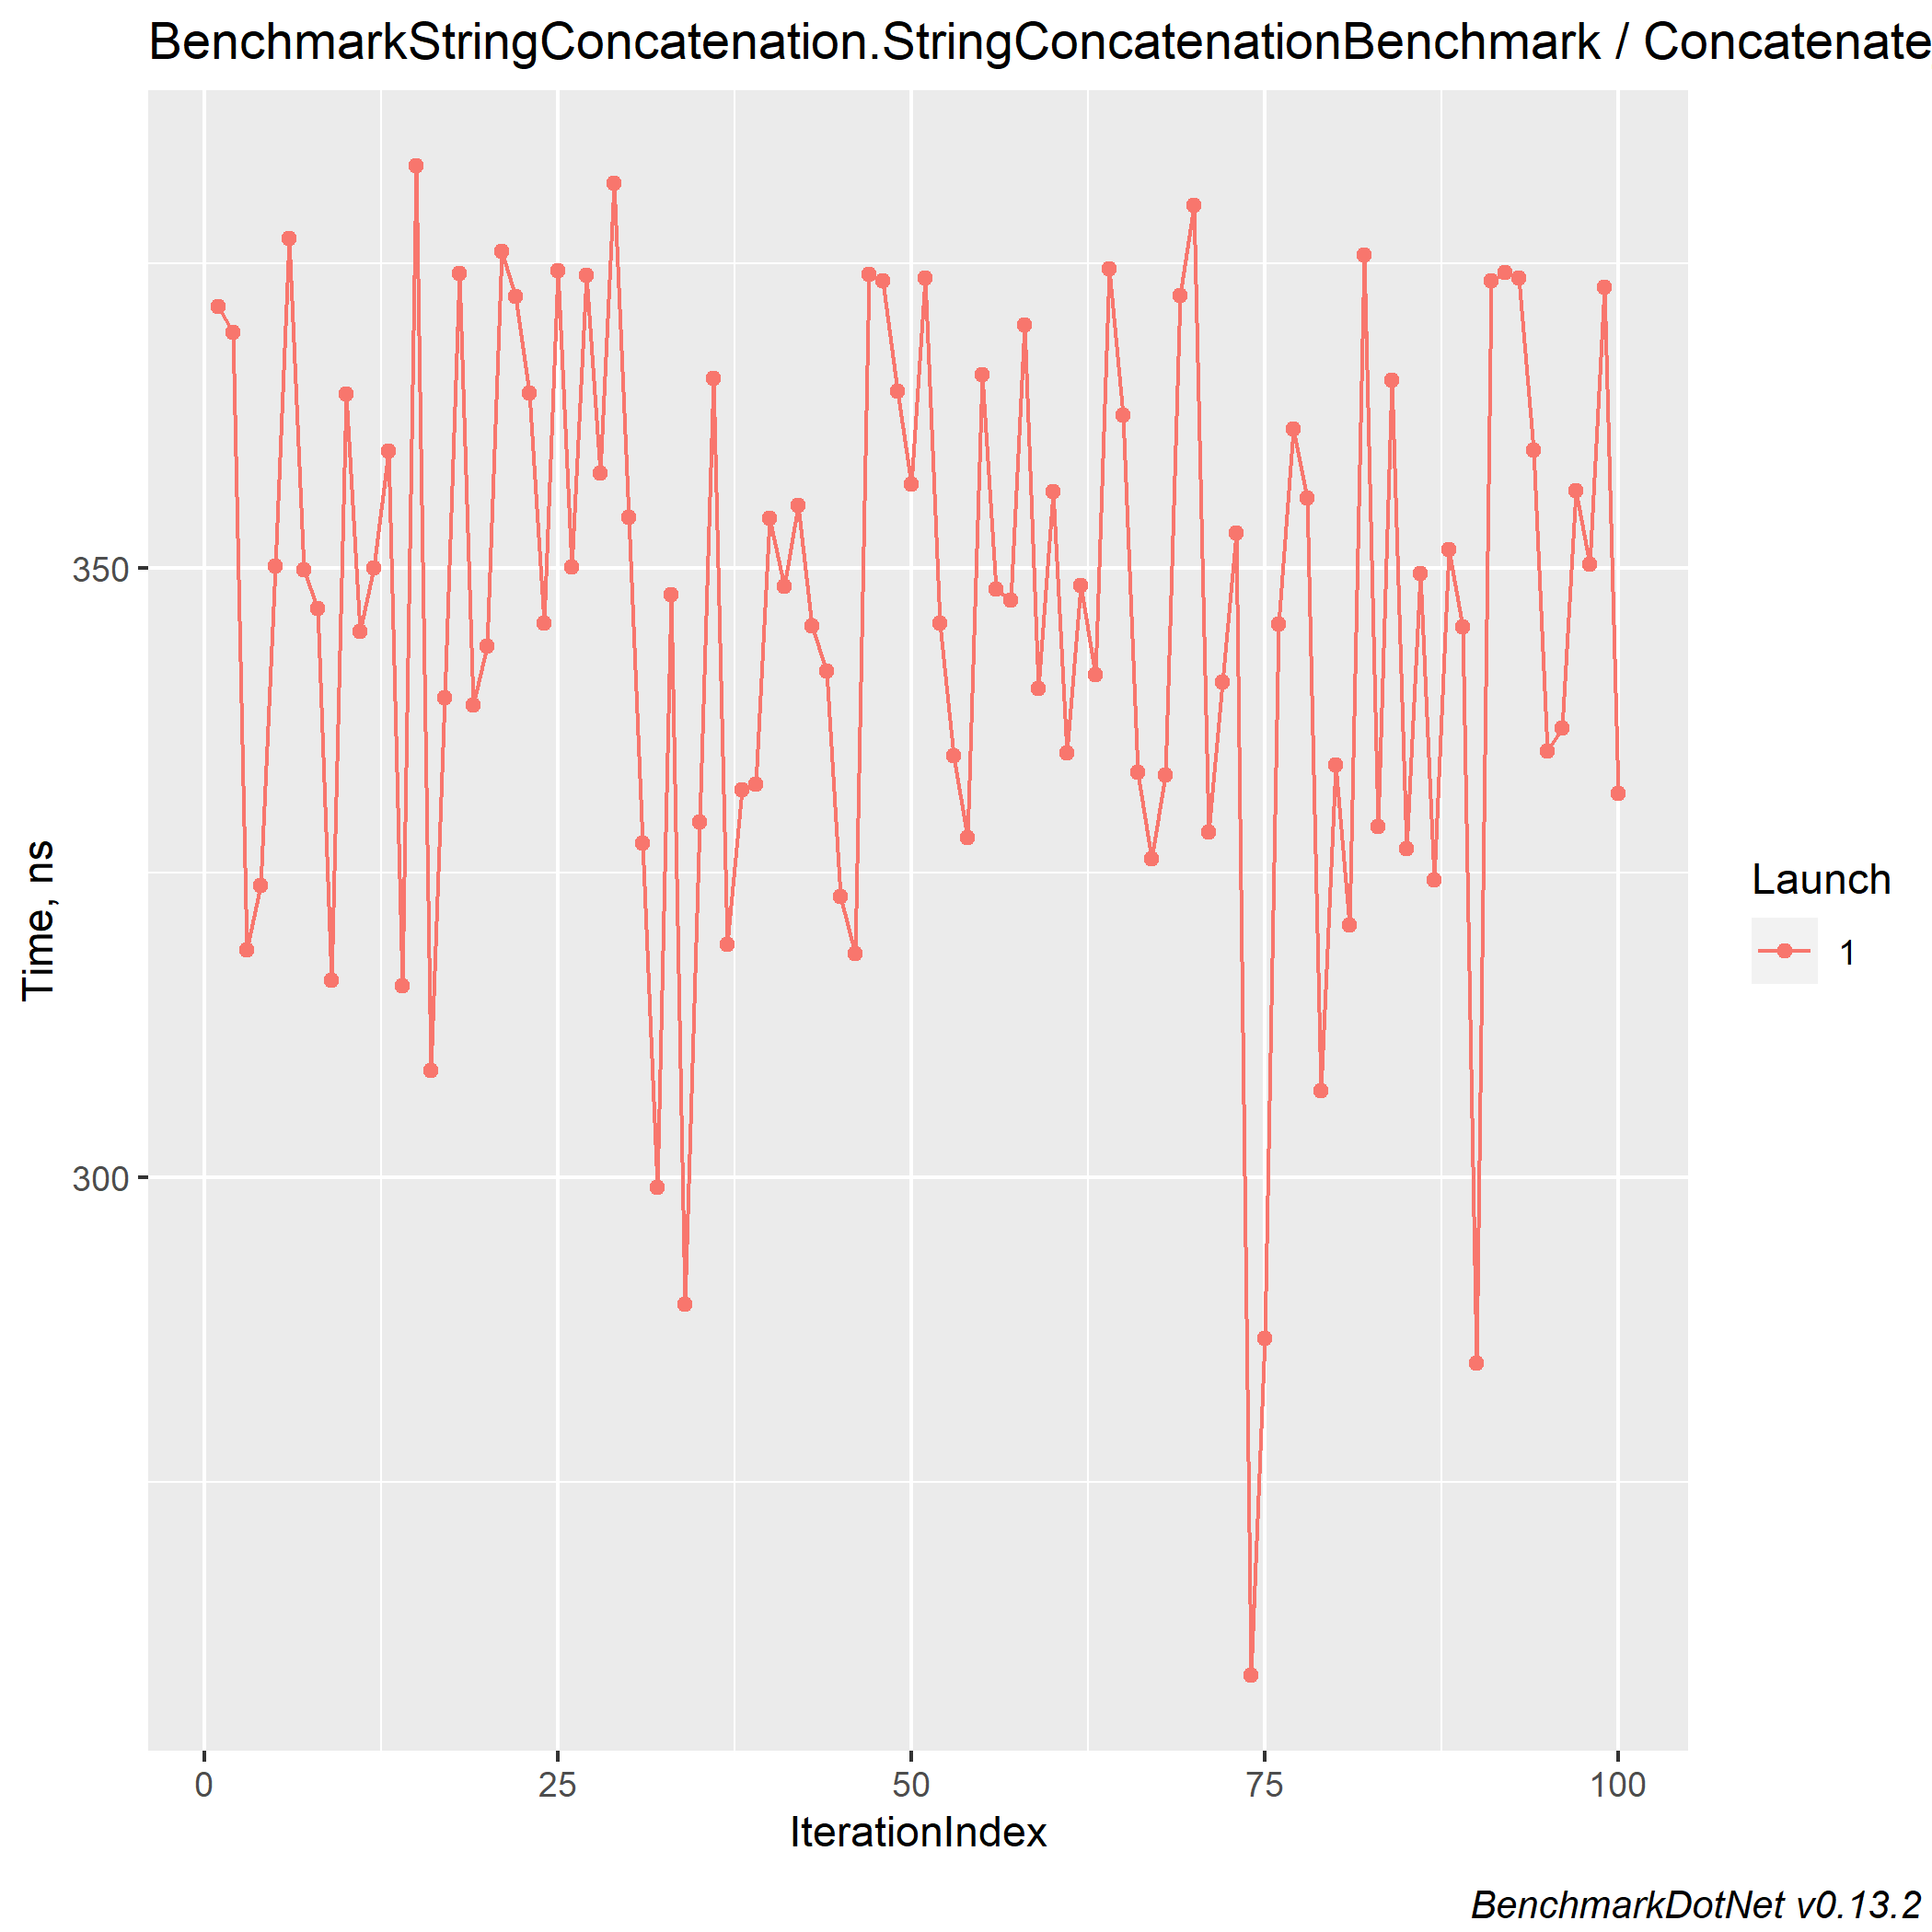 BenchmarkStringConcatenation.StringConcatenationBenchmark / Concatenate
350
300
Time, ns
0 25 50 75 100
IterationIndex
Launch
1
BenchmarkDotNet v0.13.2